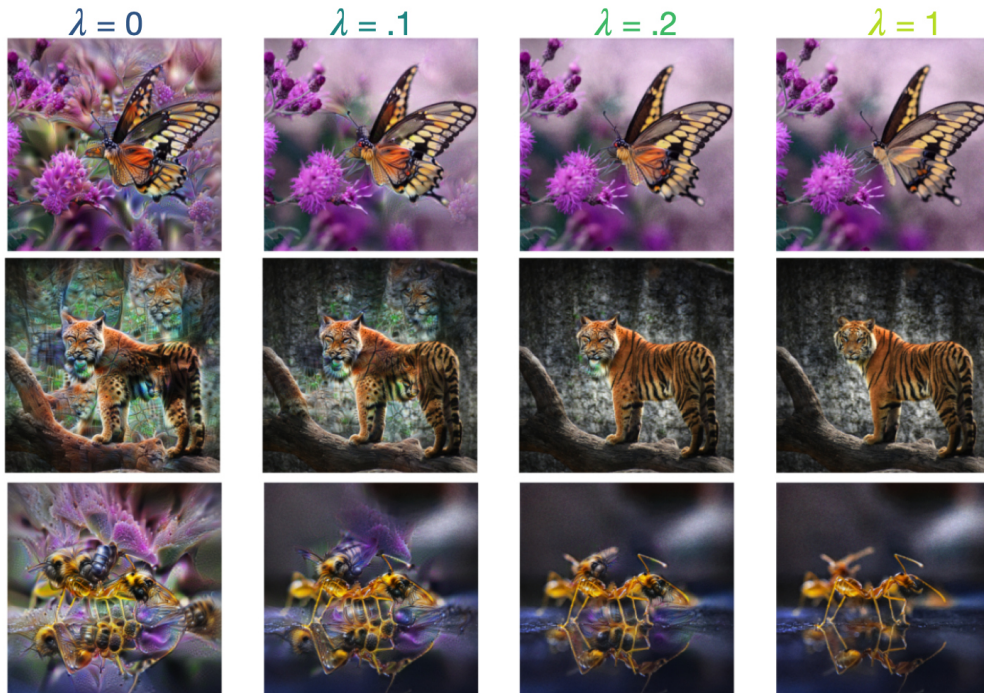 λ = 0 λ = .1 λ = .2 λ = 1